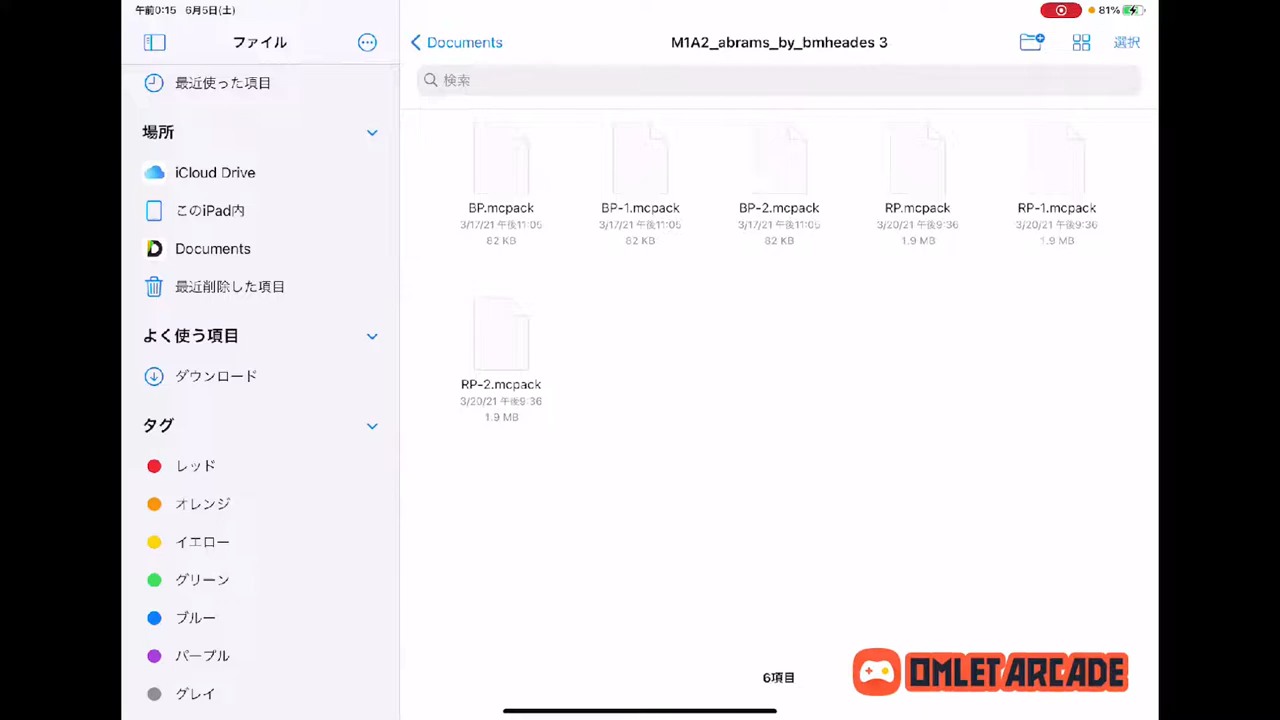 午前0:15 6月5日(土)
81%
ファイル
Documents
M1A2_abrams_by_bmheades 3
選択
検索
最近使った項目
場所
iCloud Drive
このiPad内
Documents
最近削除した項目
よく使う項目
ダウンロード
タグ
レッド
オレンジ
イエロー
グリーン
ブルー
パープル
グレイ
BP.mcpack
3/17/21 午後11:05
82 KB
BP-1.mcpack
3/17/21 午後11:05
82 KB
BP-2.mcpack
3/17/21 午後11:05
82 KB
RP.mcpack
3/20/21 午後9:36
1.9 MB
RP-1.mcpack
3/20/21 午後9:36
1.9 MB
RP-2.mcpack
3/20/21 午後9:36
1.9 MB
6項目
OMLET ARCADE